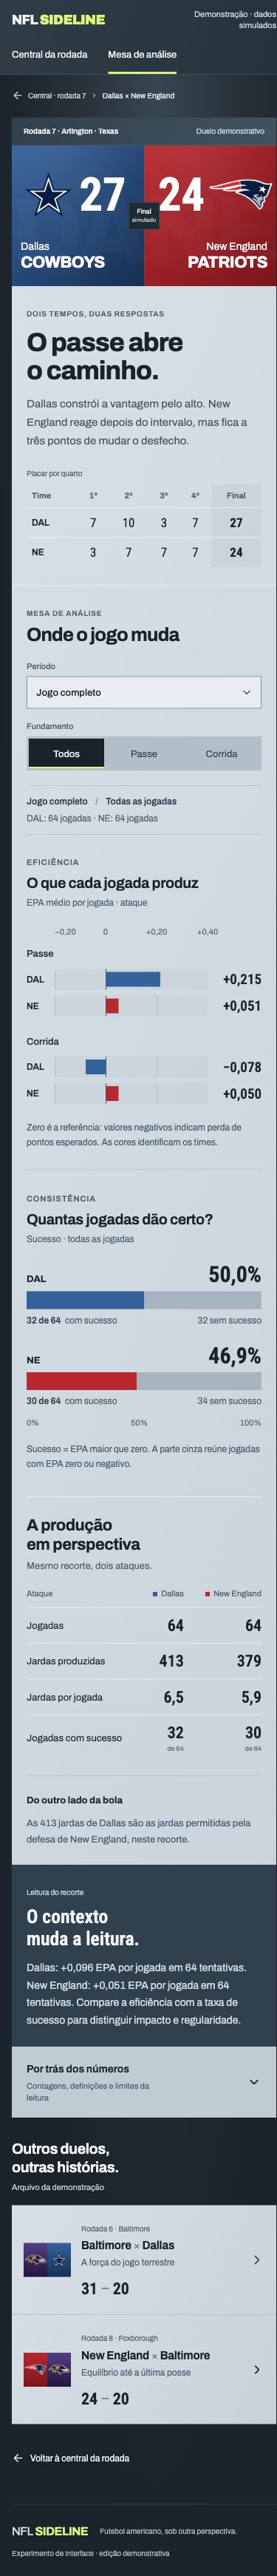 NFL SIDELINE
Demonstração · dados
simulados
Central da rodada
Mesa de análise
← Central · rodada 7 › Dallas × New England
Rodada 7 · Arlington · Texas
Duelo demonstrativo
27
24
Final
simulado
Dallas
COWBOYS
New England
PATRIOTS
DOIS TEMPOS, DUAS RESPOSTAS
O passe abre
o caminho.
Dallas constrói a vantagem pelo alto. New
England reage depois do intervalo, mas fica a
três pontos de mudar o desfecho.
Placar por quarto
Time 1º 2º 3º 4º Final
DAL 7 10 3 7 27
NE 3 7 7 7 24
MESA DE ANÁLISE
Onde o jogo muda
Período
Jogo completo
Fundamento
Todos Passe Corrida
Jogo completo / Todas as jogadas
DAL: 64 jogadas · NE: 64 jogadas
EFICIÊNCIA
O que cada jogada produz
EPA médio por jogada · ataque
−0,20 0 +0,20 +0,40
Passe
DAL +0,215
NE +0,051
Corrida
DAL −0,078
NE +0,050
Zero é a referência: valores negativos indicam perda de
pontos esperados. As cores identificam os times.
CONSISTÊNCIA
Quantas jogadas dão certo?
Sucesso · todas as jogadas
DAL 50,0%
32 de 64 com sucesso 32 sem sucesso
NE 46,9%
30 de 64 com sucesso 34 sem sucesso
0% 50% 100%
Sucesso = EPA maior que zero. A parte cinza reúne jogadas
com EPA zero ou negativo.
A produção
em perspectiva
Mesmo recorte, dois ataques.
Ataque Dallas New England
Jogadas 64 64
Jardas produzidas 413 379
Jardas por jogada 6,5 5,9
Jogadas com sucesso 32 30
de 64 de 64
Do outro lado da bola
As 413 jardas de Dallas são as jardas permitidas pela
defesa de New England, neste recorte.
Leitura do recorte
O contexto
muda a leitura.
Dallas: +0,096 EPA por jogada em 64 tentativas.
New England: +0,051 EPA por jogada em 64
tentativas. Compare a eficiência com a taxa de
sucesso para distinguir impacto e regularidade.
Por trás dos números
Contagens, definições e limites da
leitura
Outros duelos,
outras histórias.
Arquivo da demonstração
Rodada 6 · Baltimore
Baltimore × Dallas
A força do jogo terrestre
31 – 20
Rodada 8 · Foxborough
New England × Baltimore
Equilíbrio até a última posse
24 – 20
← Voltar à central da rodada
NFL SIDELINE Futebol americano, sob outra perspectiva.
Experimento de interface · edição demonstrativa